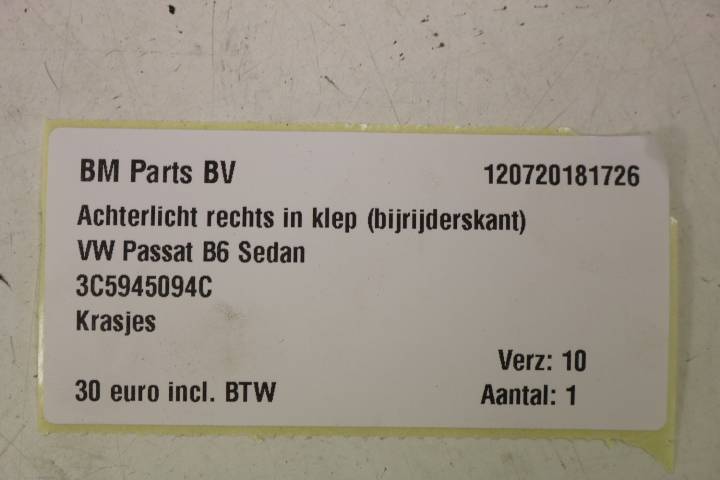 BM Parts BV 120720181726
Achterlicht rechts in klep (bijrijderskant)
VW Passat B6 Sedan
3C5945094C
Krasjes
Verz: 10
30 euro incl. BTW Aantal: 1